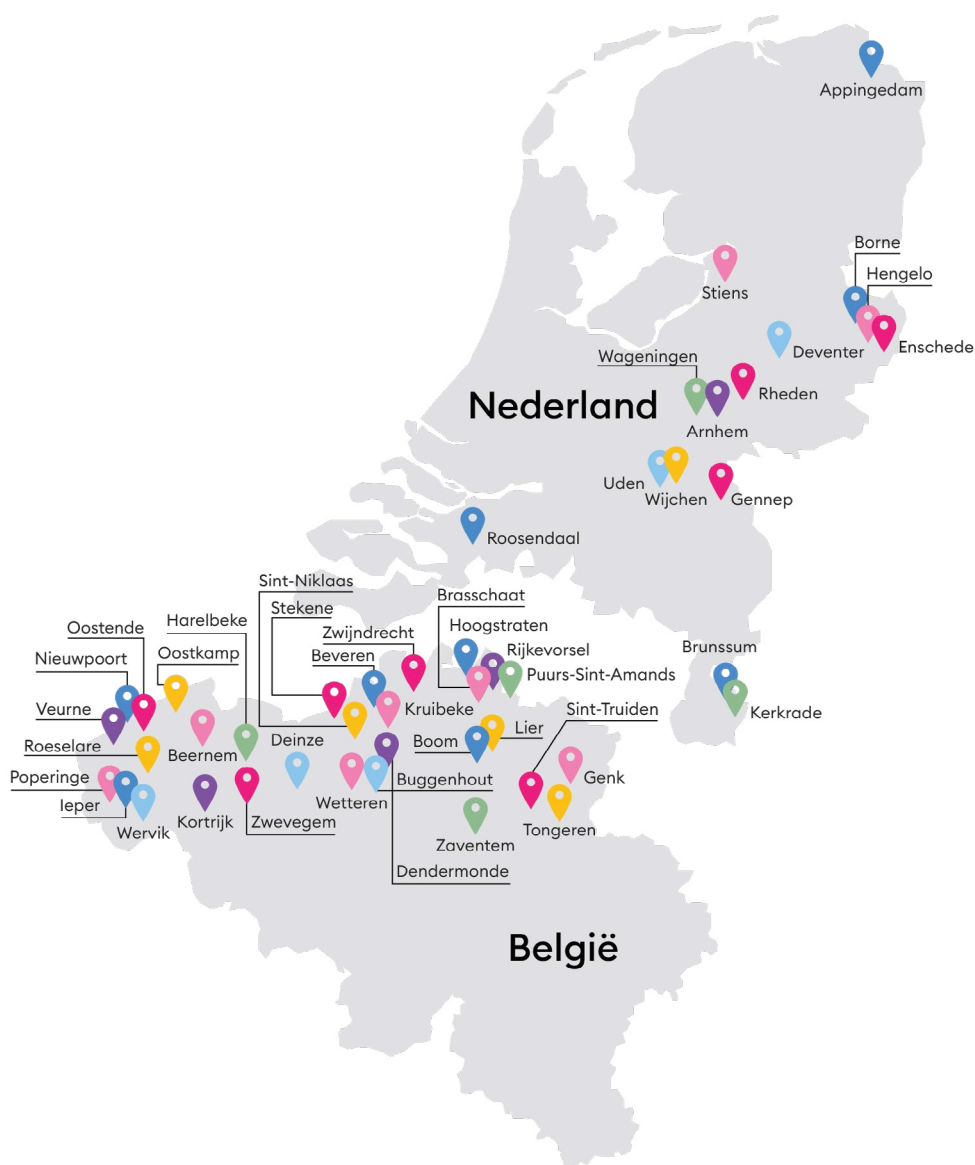 Appingedam
Borne
Hengelo
Stiens
Enschede
Deventer
Wageningen
Rheden
Nederland
Arnhem
Uden
Wijchen
Gennep
Roosendaal
Sint-Niklaas
Brasschaat
Stekene
Harelbeke
Hoogstraten
Oostende
Zwijndrecht
Rijkevorsel
Brunssum
Oostkamp
Beveren
Nieuwpoort
Puurs-Sint-Amands
Veurne
Kruibeke
Sint-Truiden
Kerkrade
Lier
Deinze
Roeselare
Beernem
Boom
Poperinge
Buggenhout
Genk
Wetteren
Ieper
Kortrijk
Zwevegem
Wervik
Tongeren
Zaventem
Dendermonde
België